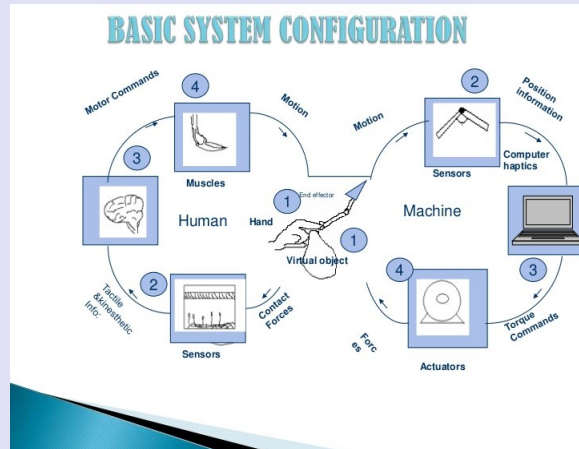 BASIC SYSTEM CONFIGURATION
Motor Commands
4
Motion
Muscles
3
Human
2
Tactile
&kinesthetic
Info:
Sensors
Contact
Forces
Hand
1
End effector
1
Virtual object
Motion
2
Sensors
Position
information
Computer
haptics
Machine
3
Torque
Commands
4
Actuators
Forc
es